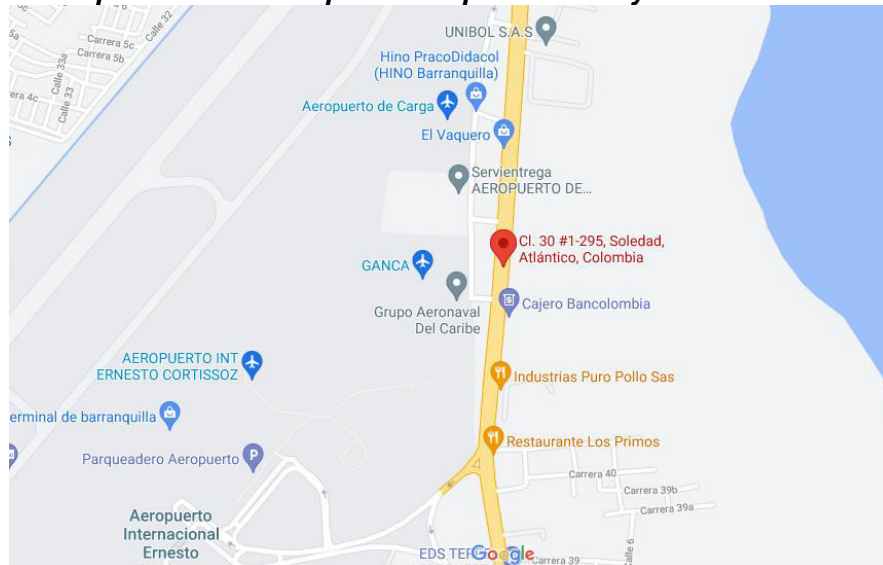 UNIBOL S.A.S
Calle 32
Carrera 5c
Carrera 5b
Calle 33a
Calle 33
Hino PracoDidacol
(HINO Barranquilla)
Aeropuerto de Carga
El Vaquero
Servientrega
AEROPUERTO DE...
Cl. 30 #1-295, Soledad,
Atlántico, Colombia
GANCA
Grupo Aeronaval
Del Caribe
Cajero Bancolombia
AEROPUERTO INT
ERNESTO CORTISSOZ
Industrias Puro Pollo Sas
Restaurante Los Primos
Parqueadero Aeropuerto
P
Carrera 40
Carrera 39b
Carrera 39a
Aeropuerto
Internacional
Ernesto
EDS
Google
Carrera 39
Calle 6
de barranquilla